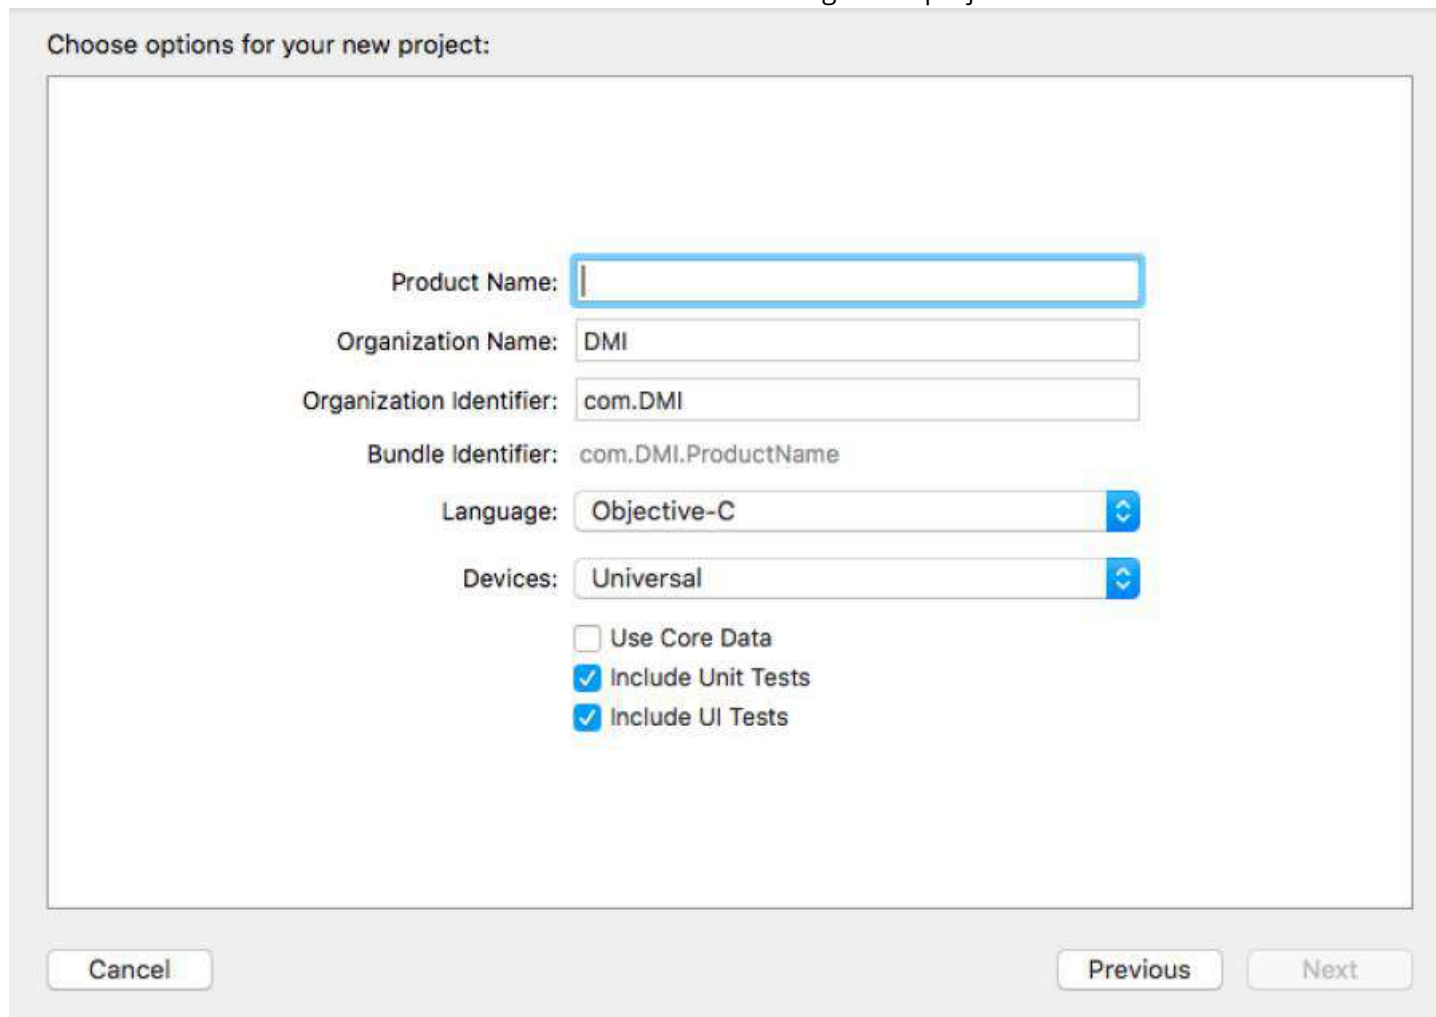 Choose options for your new project:
Product Name:
Organization Name: DMI
Organization Identifier: com.DMI
Bundle Identifier: com.DMI.ProductName
Language: Objective-C
Devices: Universal
Use Core Data
Include Unit Tests
Include UI Tests
Cancel Previous Next